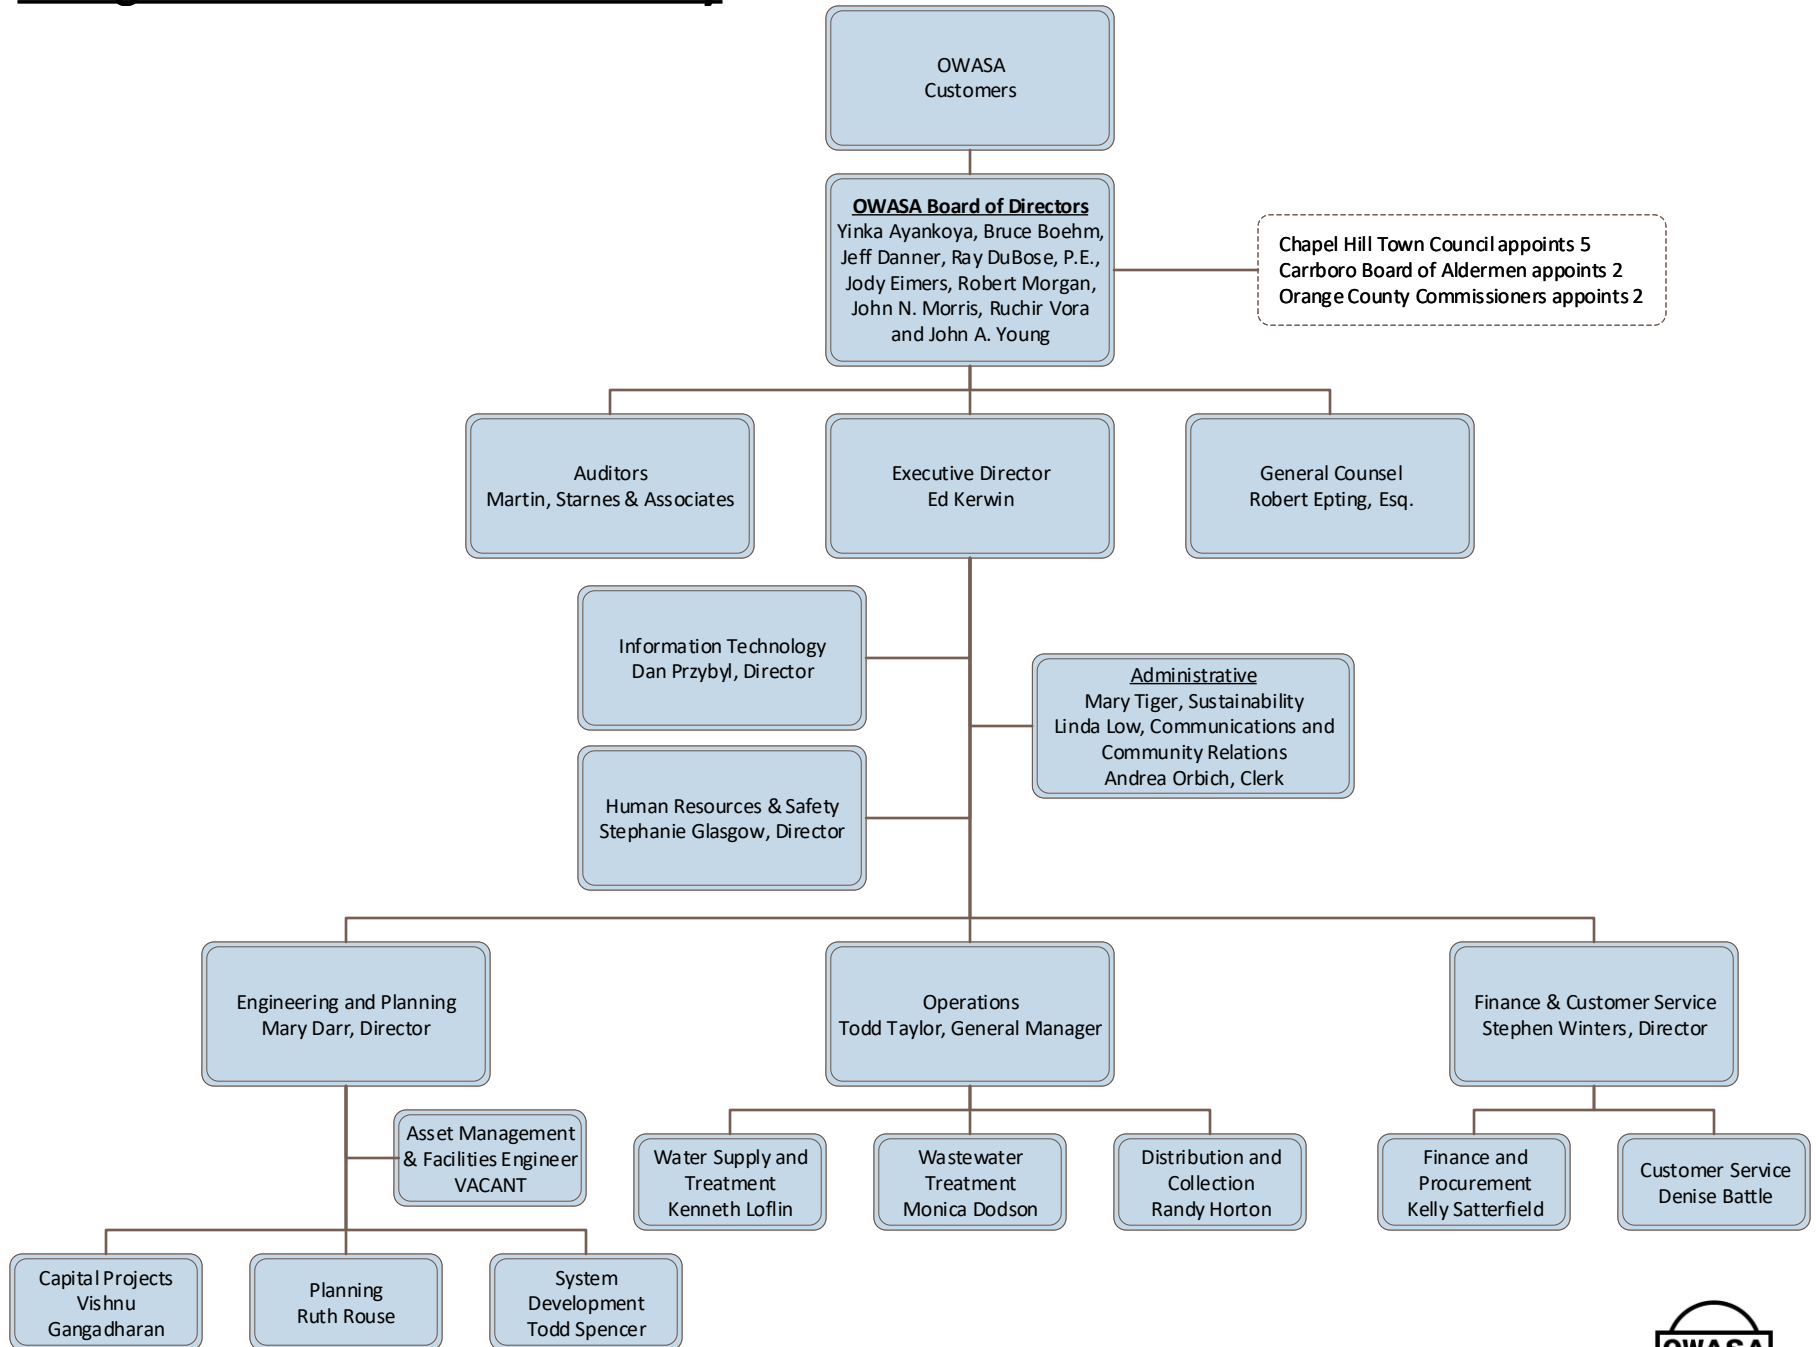 OWASA
Customers
OWASA Board of Directors
Yinka Ayankoya, Bruce Boehm,
Jeff Danner, Ray DuBose, P.E.,
Jody Eimers, Robert Morgan,
John N. Morris, Ruchir Vora
and John A. Young
Chapel Hill Town Council appoints 5
Carrboro Board of Aldermen appoints 2
Orange County Commissioners appoints 2
Auditors
Martin, Starnes & Associates
Executive Director
Ed Kerwin
General Counsel
Robert Epting, Esq.
Information Technology
Dan Przybyl, Director
Administrative
Mary Tiger, Sustainability
Linda Low, Communications and
Community Relations
Andrea Orbich, Clerk
Human Resources & Safety
Stephanie Glasgow, Director
Engineering and Planning
Mary Darr, Director
Operations
Todd Taylor, General Manager
Finance & Customer Service
Stephen Winters, Director
Asset Management
& Facilities Engineer
VACANT
Water Supply and
Treatment
Kenneth Loflin
Wastewater
Treatment
Monica Dodson
Distribution and
Collection
Randy Horton
Finance and
Procurement
Kelly Satterfield
Customer Service
Denise Battle
Capital Projects
Vishnu
Gangadharan
Planning
Ruth Rouse
System
Development
Todd Spencer
OWASA